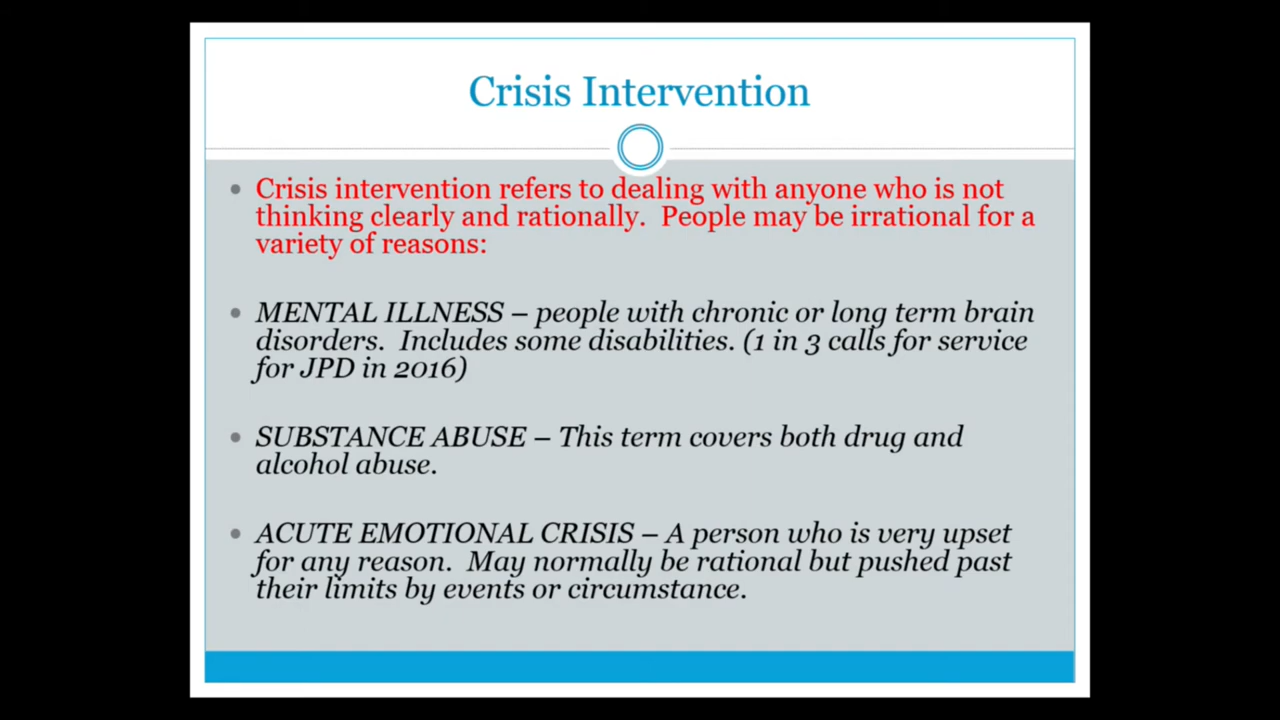 Crisis Intervention
• Crisis intervention refers to dealing with anyone who is not
thinking clearly and rationally.  People may be irrational for a
variety of reasons:
• MENTAL ILLNESS – people with chronic or long term brain
disorders.  Includes some disabilities. (1 in 3 calls for service
for JPD in 2016)
• SUBSTANCE ABUSE – This term covers both drug and
alcohol abuse.
• ACUTE EMOTIONAL CRISIS – A person who is very upset
for any reason.  May normally be rational but pushed past
their limits by events or circumstance.